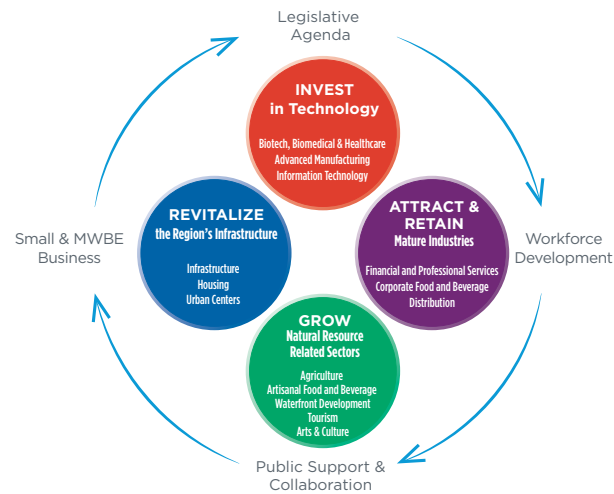 Legislative
Agenda
INVEST
in Technology
Biotech, Biomedical & Healthcare
Advanced Manufacturing
Information Technology
REVITALIZE
the Region's Infrastructure
Infrastructure
Housing
Urban Centers
ATTRACT &
RETAIN
Mature Industries
Financial and Professional Services
Corporate Food and Beverage
Distribution
Small & MWBE
Business
Workforce
Development
GROW
Natural Resource
Related Sectors
Agriculture
Artisanal Food and Beverage
Waterfront Development
Tourism
Arts & Culture
Public Support &
Collaboration